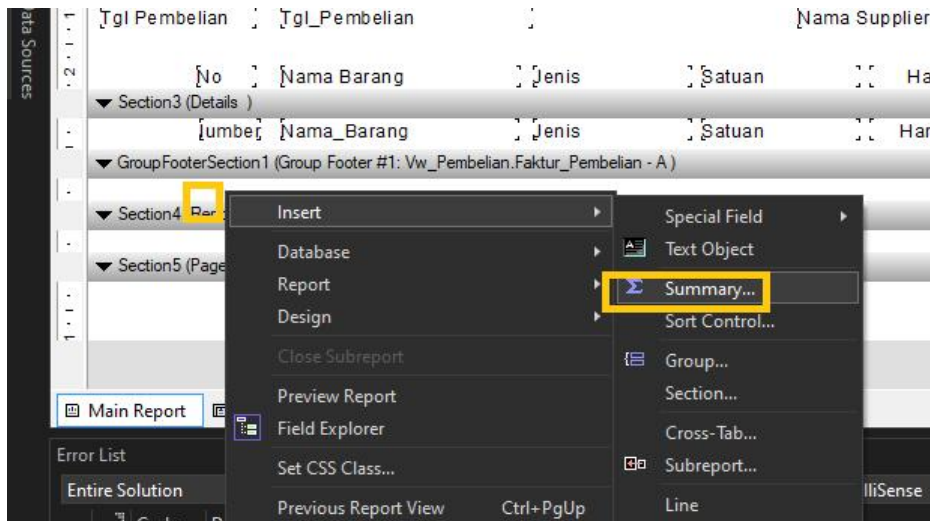 Data Sources
Tgl Pembelian Tgl_Pembelian Nama Supplier
No Nama Barang Jenis Satuan
Section3 (Details )
Nama_Barang Jenis Satuan
GroupFooterSection1 (Group Footer #1: Vw_Pembelian.Faktur_Pembelian - A )
Section4
Section5 (Page
Insert
Database
Report
Design
Close Subreport
Preview Report
Field Explorer
Set CSS Class...
Previous Report View Ctrl+PgUp
Special Field
Text Object
Summary...
Sort Control...
Group...
Section...
Cross-Tab...
Subreport...
Line
Main Report
Error List
Entire Solution